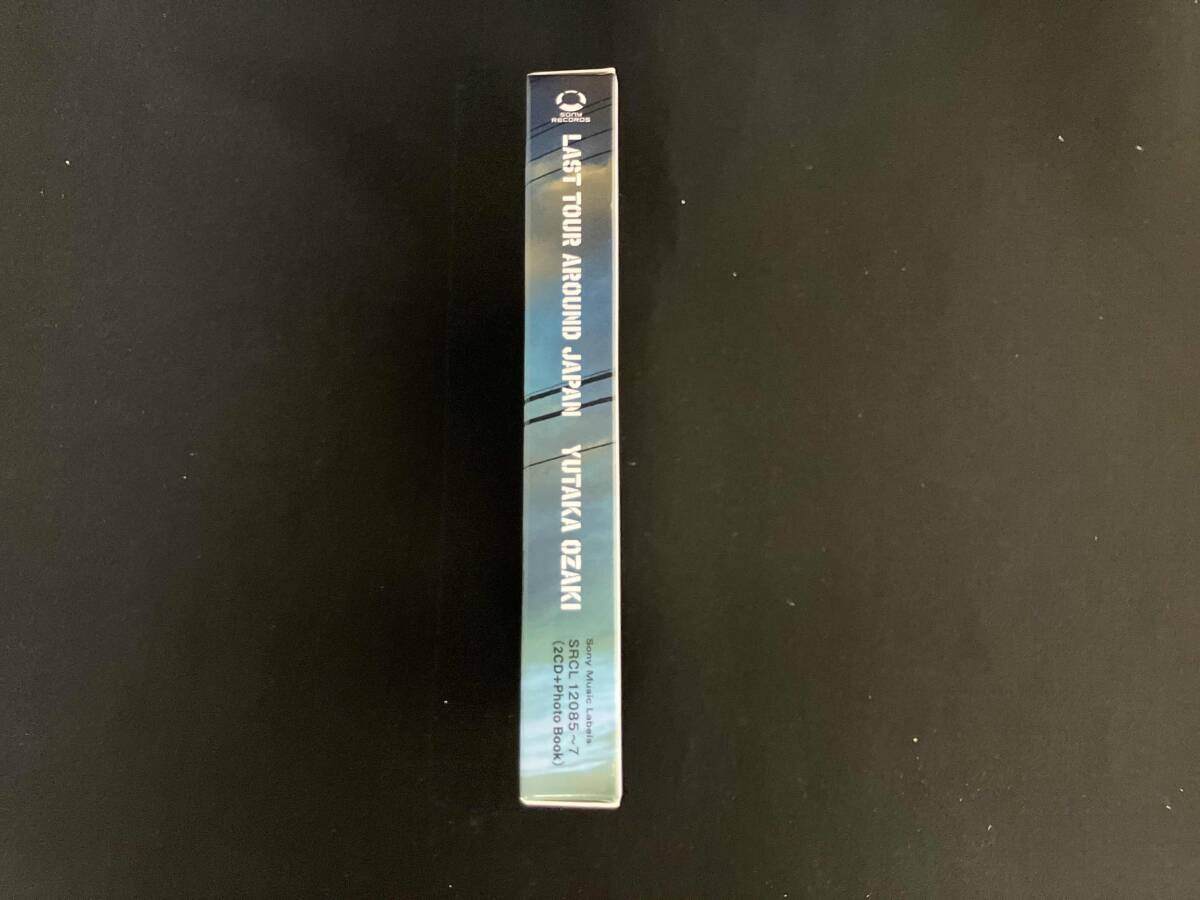 SONY
RECORDS
LAST TOUR AROUND JAPAN YUTAKA OZAKI
Sony Music Labels
SRCL 12085～7
(2CD+Photo Book)